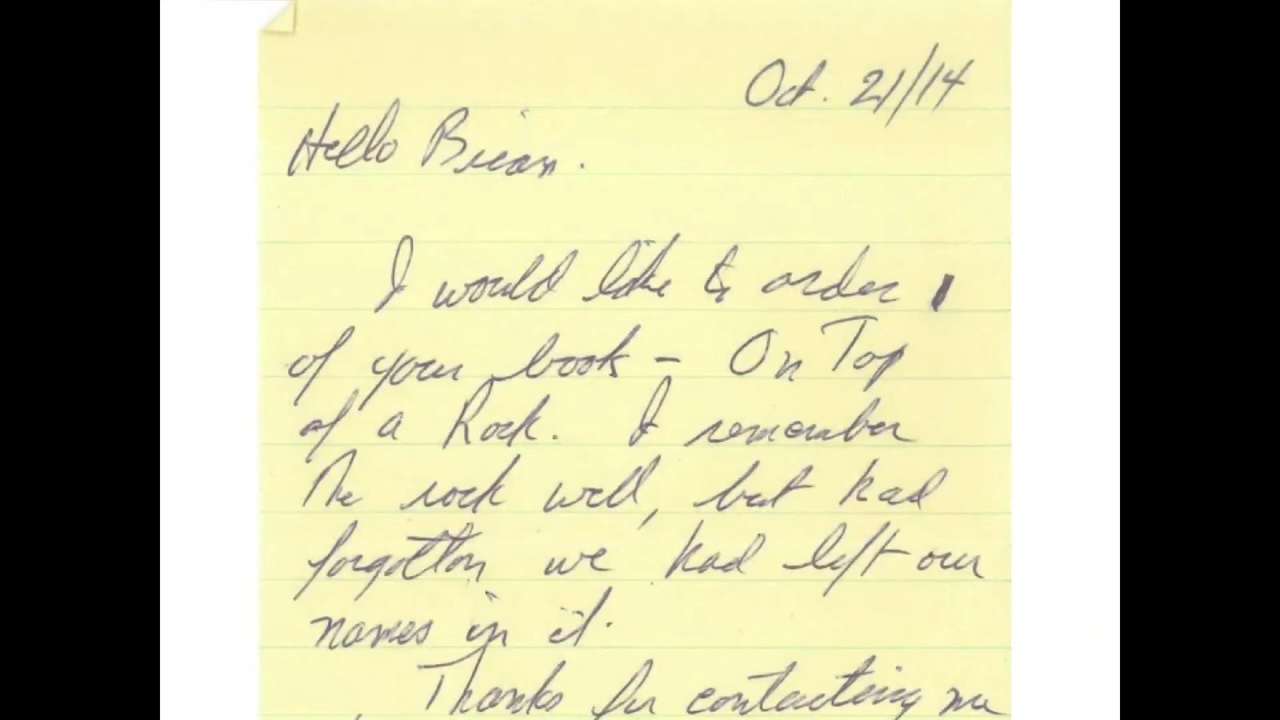 Oct. 21/14
Hello Brian.
I would like to order 1
of your book - On Top
of a Rock. I remember
the rock well, but had
forgotton we had left our
names in it.
Thanks for contacting me